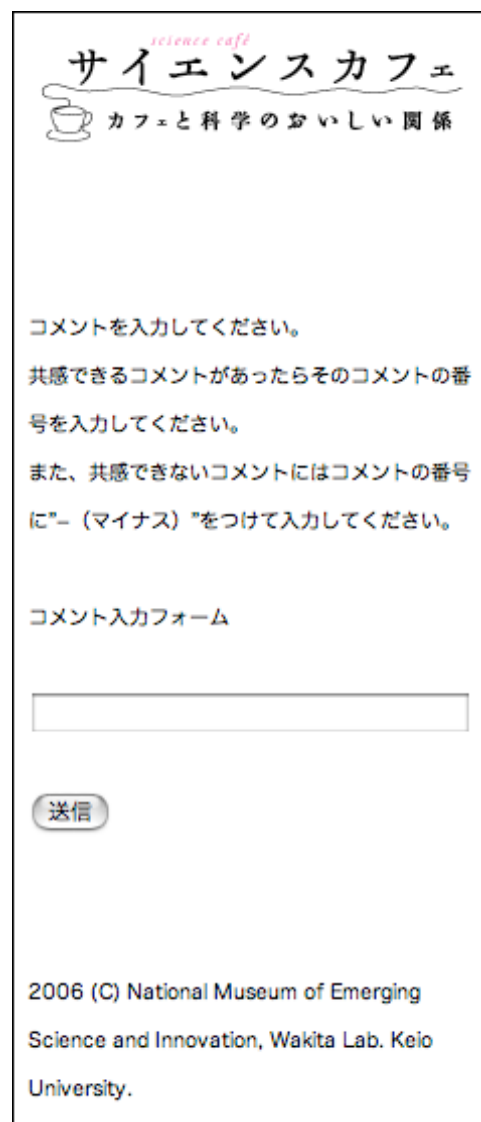 science café
サイエンスカフェ
カフェと科学のおいしい関係
コメントを入力してください。
共感できるコメントがあったらそのコメントの番
号を入力してください。
また、共感できないコメントにはコメントの番号
に”–（マイナス）”をつけて入力してください。
コメント入力フォーム
送信
2006 (C) National Museum of Emerging
Science and Innovation, Wakita Lab. Keio
University.